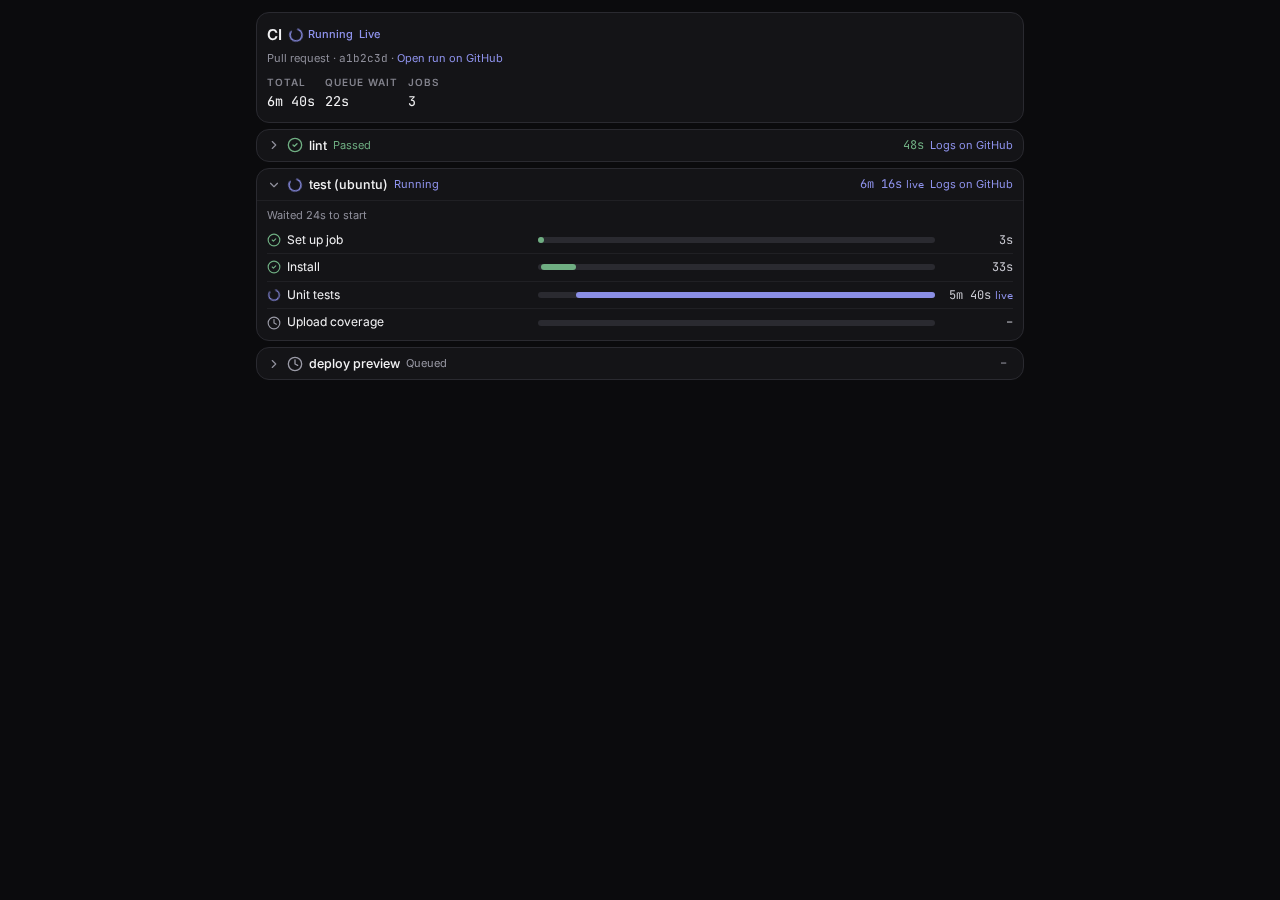 CI Running Live
Pull request · a1b2c3d · Open run on GitHub
TOTAL QUEUE WAIT JOBS
6m 40s 22s 3
lint Passed 48s Logs on GitHub
test (ubuntu) Running 6m 16s live Logs on GitHub
Waited 24s to start
Set up job 3s
Install 33s
Unit tests 5m 40s live
Upload coverage –
deploy preview Queued –